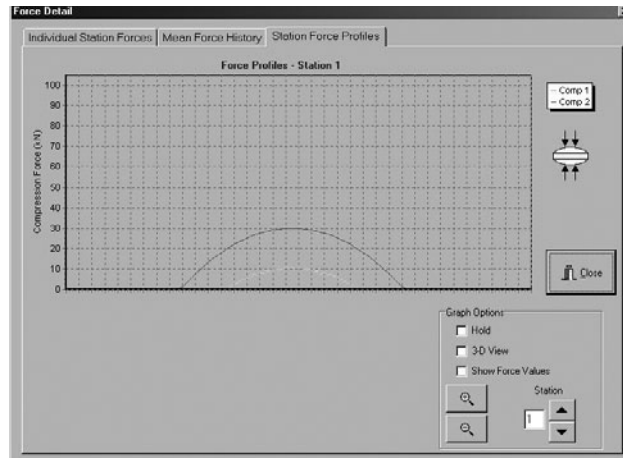 Force Detail
Individual Station Forces Mean Force History Station Force Profiles
Force Profiles - Station 1
Compression Force (kN)
100
90
80
70
60
50
40
30
20
10
0
Comp 1
Comp 2
Close
Graph Options
Hold
3-D View
Show Force Values
Station
1